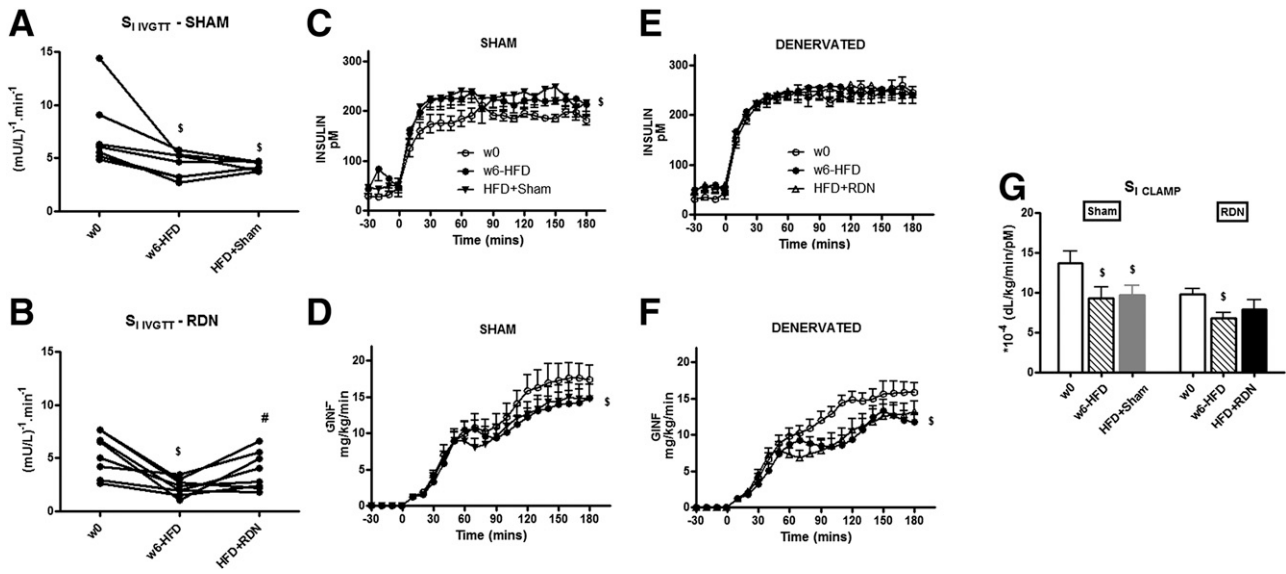 A
S I IVGTT - SHAM
(mU/L)-1.min-1
15
10
5
0
$
$
w0
w6-HFD
HFD+Sham
B
S I IVGTT - RDN
(mU/L)-1.min-1
15
10
5
0
$
#
w0
w6-HFD
HFD+RDN
C
SHAM
INSULIN
pM
300
200
100
0
$
w0
w6-HFD
HFD+Sham
-30 0 30 60 90 120 150 180
Time (mins)
D
SHAM
GINF
mg/kg/min
20
15
10
5
0
$
-30 0 30 60 90 120 150 180
Time (mins)
E
DENERVATED
INSULIN
pM
300
200
100
0
w0
w6-HFD
HFD+RDN
-30 0 30 60 90 120 150 180
Time (mins)
F
DENERVATED
GINF
mg/kg/min
20
15
10
5
0
$
-30 0 30 60 90 120 150 180
Time (mins)
G
S I CLAMP
Sham
RDN
*10-4 (dL/kg/min/pM)
20
15
10
5
0
$
$
$
w0
w6-HFD
HFD+Sham
w0
w6-HFD
HFD+RDN